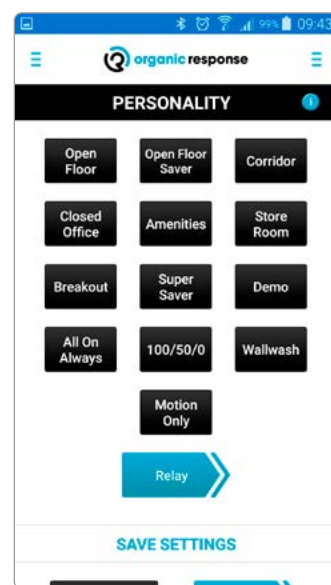 99% 09:43
organic response
PERSONALITY i
Open Floor
Open Floor Saver
Corridor
Closed Office
Amenities
Store Room
Breakout
Super Saver
Demo
All On Always
100/50/0
Wallwash
Motion Only
Relay
SAVE SETTINGS